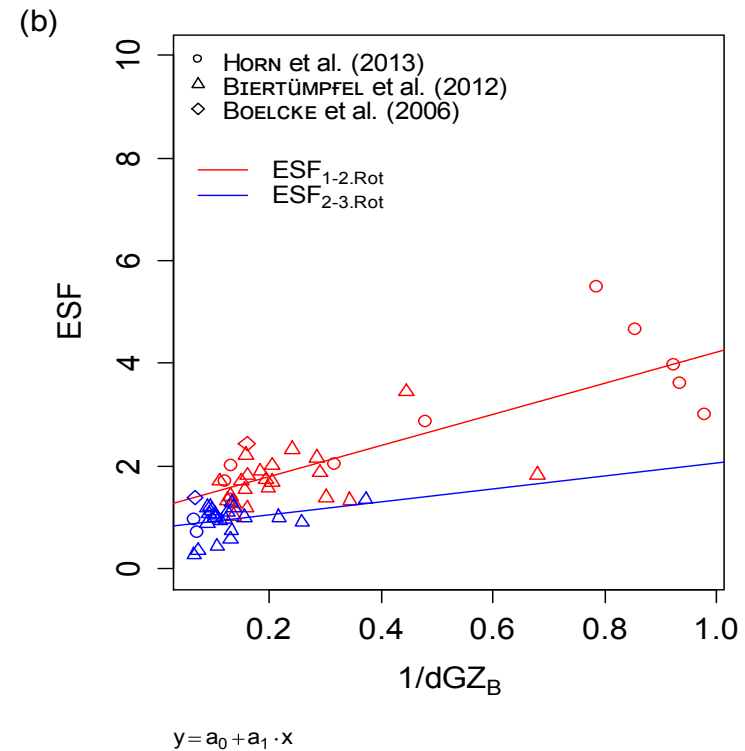 (b)
10
8
6
4
2
0
ESF
HORN et al. (2013)
BIERTÜMPFEL et al. (2012)
BOELCKE et al. (2006)
ESF1-2.Rot
ESF2-3.Rot
0.2 0.4 0.6 0.8 1.0
1/dGZB
y = a0 + a1 · x